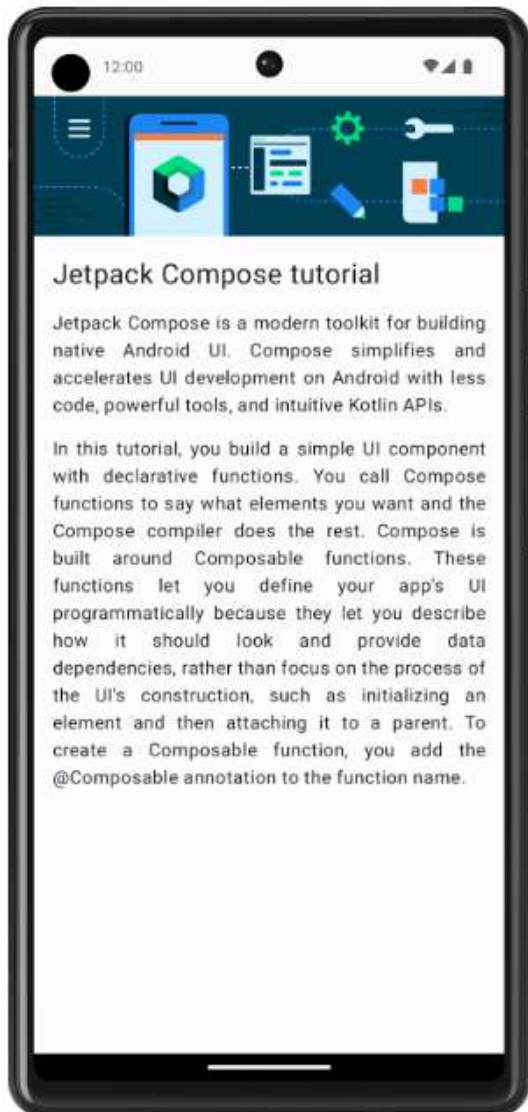 12:00
Jetpack Compose tutorial
Jetpack Compose is a modern toolkit for building
native Android UI. Compose simplifies and
accelerates UI development on Android with less
code, powerful tools, and intuitive Kotlin APIs.
In this tutorial, you build a simple UI component
with declarative functions. You call Compose
functions to say what elements you want and the
Compose compiler does the rest. Compose is
built around Composable functions. These
functions let you define your app's UI
programmatically because they let you describe
how it should look and provide data
dependencies, rather than focus on the process of
the UI's construction, such as initializing an
element and then attaching it to a parent. To
create a Composable function, you add the
@Composable annotation to the function name.